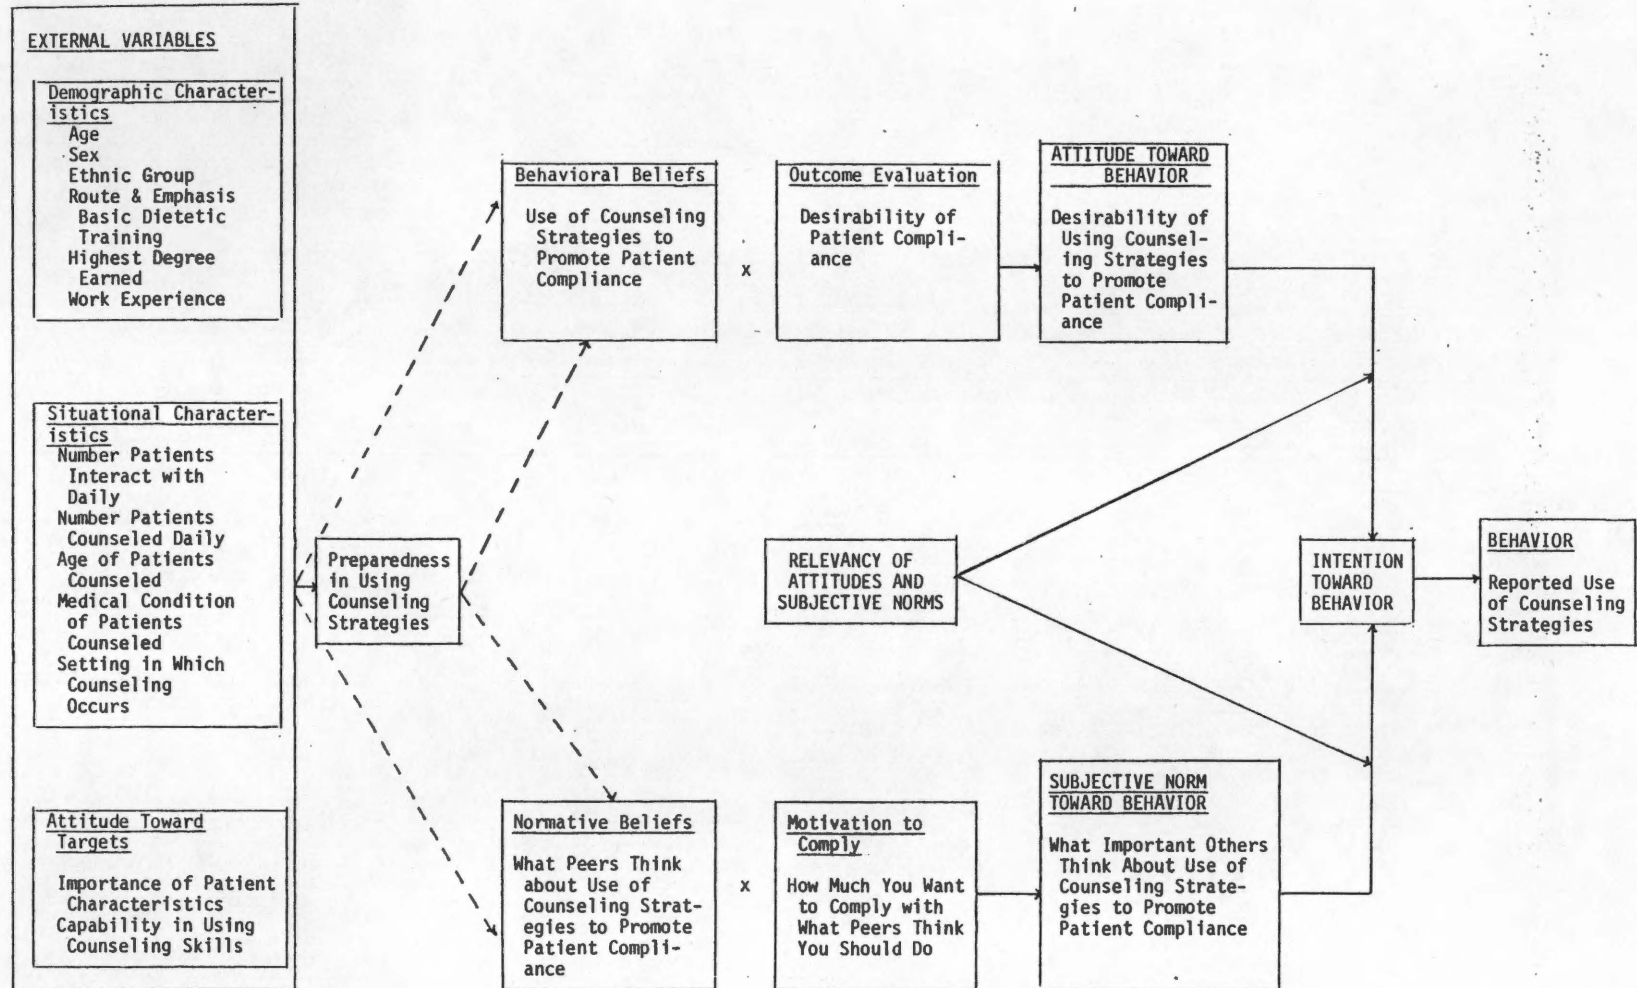 EXTERNAL VARIABLES
Demographic Character-
istics
Age
Sex
Ethnic Group
Route & Emphasis
Basic Dietetic
Training
Highest Degree
Earned
Work Experience
Situational Character-
istics
Number Patients
Interact with
Daily
Number Patients
Counseled Daily
Age of Patients
Counseled
Medical Condition
of Patients
Counseled
Setting in Which
Counseling
Occurs
Attitude Toward
Targets
Importance of Patient
Characteristics
Capability in Using
Counseling Skills
Preparedness
in Using
Counseling
Strategies
Behavioral Beliefs
Use of Counseling
Strategies to
Promote Patient
Compliance
x
Outcome Evaluation
Desirability of
Patient Compli-
ance
ATTITUDE TOWARD
BEHAVIOR
Desirability of
Using Counsel-
ing Strategies
to Promote
Patient Compli-
ance
RELEVANCY OF
ATTITUDES AND
SUBJECTIVE NORMS
Normative Beliefs
What Peers Think
about Use of
Counseling Strat-
egies to Promote
Patient Compli-
ance
x
Motivation to
Comply
How Much You Want
to Comply with
What Peers Think
You Should Do
SUBJECTIVE NORM
TOWARD BEHAVIOR
What Important Others
Think About Use of
Counseling Strate-
gies to Promote
Patient Compliance
INTENTION
TOWARD
BEHAVIOR
BEHAVIOR
Reported Use
of Counseling
Strategies